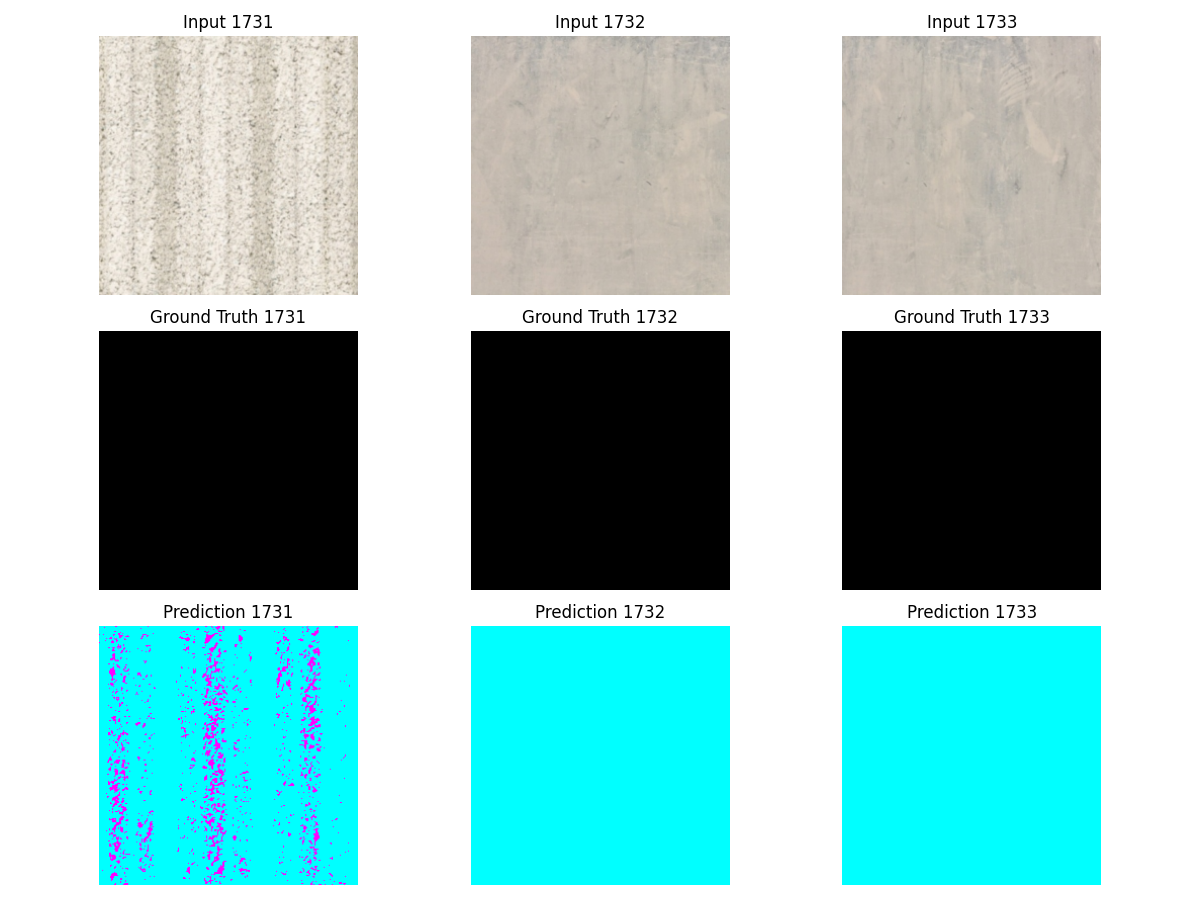 Input 1731
Input 1732
Input 1733
Ground Truth 1731
Ground Truth 1732
Ground Truth 1733
Prediction 1731
Prediction 1732
Prediction 1733